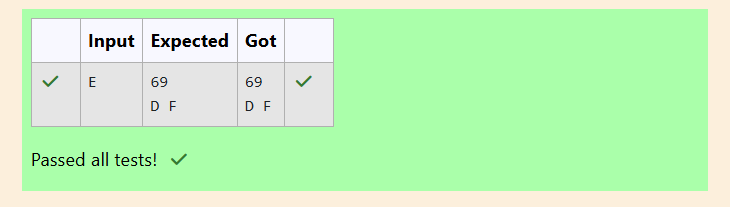 Input Expected Got
E 69 69
D F D F
Passed all tests!